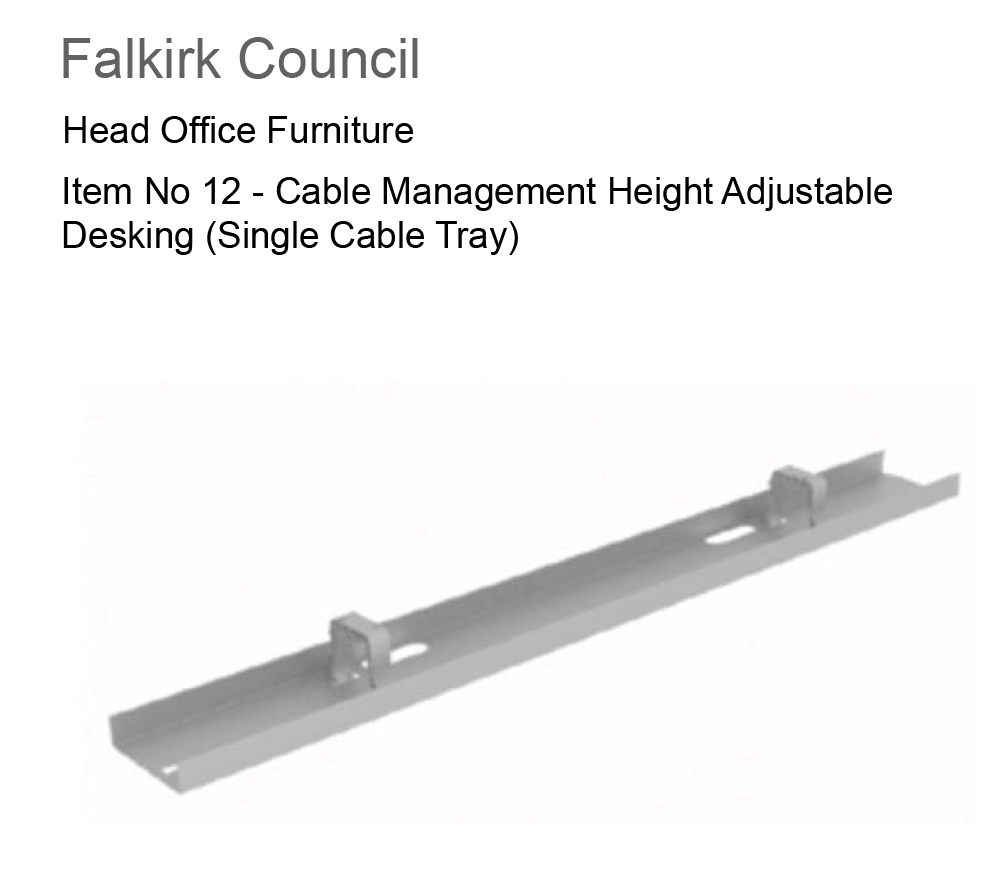 Falkirk Council
Head Office Furniture
Item No 12 - Cable Management Height Adjustable
Desking (Single Cable Tray)